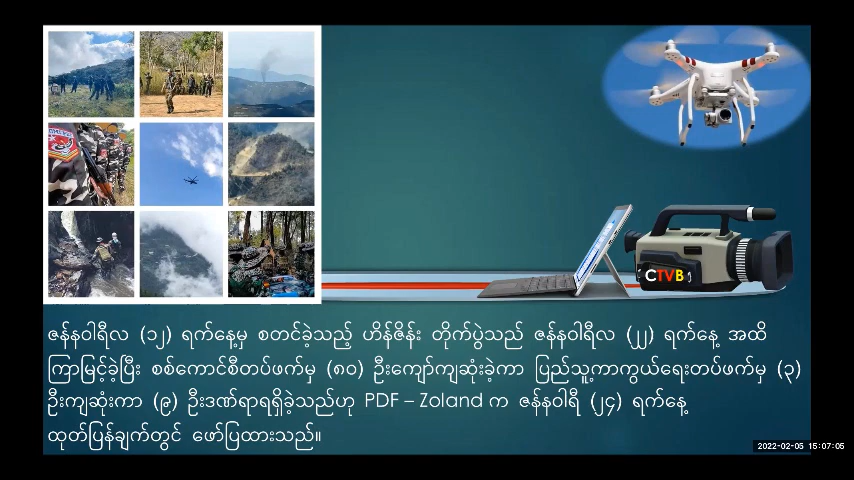 CTVB
ဇန်နဝါရီလ (၁၂) ရက်နေ့မှ စတင်ခဲ့သည့် ဟိန်ဇိန်း တိုက်ပွဲသည် ဇန်နဝါရီလ (၂၂) ရက်နေ့ အထိ
ကြာမြင့်ခဲ့ပြီး စစ်ကောင်စီတပ်ဖက်မှ (၈၀) ဦးကျော်ကျဆုံးခဲ့ကာ ပြည်သူ့ကာကွယ်ရေးတပ်ဖက်မှ (၃)
ဦးကျဆုံးကာ (၉) ဦးဒဏ်ရာရရှိခဲ့သည်ဟု PDF – Zoland က ဇန်နဝါရီ (၂၄) ရက်နေ့
ထုတ်ပြန်ချက်တွင် ဖော်ပြထားသည်။
2022-02-05 15:07:05